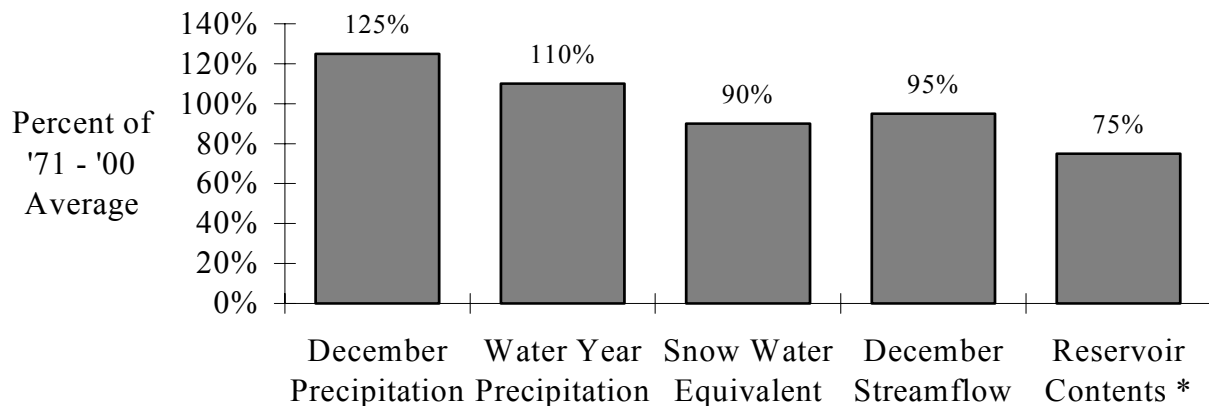 140%
120%
100%
80%
60%
40%
20%
0%
Percent of
'71 - '00
Average
125%
110%
90%
95%
75%
December
Precipitation
Water Year
Precipitation
Snow Water
Equivalent
December
Streamflow
Reservoir
Contents *